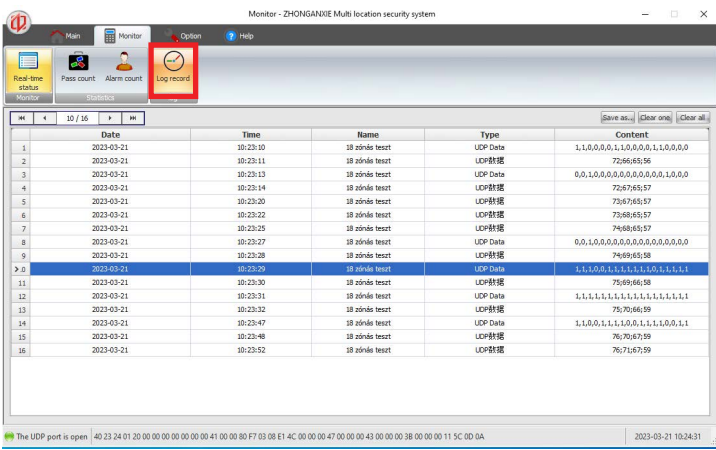 Monitor - ZHONGANXIE Multi location security system
Main Monitor Option Help
Real-time status Pass count Alarm count Log record
Monitor Statistics
10 / 16 Save as... Clear one Clear all
Date Time Name Type Content
1 2023-03-21 10:23:10 18 zónás teszt UDP Data 1,1,0,0,0,0,1,1,0,0,0,0,1,1,0,0,0,0
2 2023-03-21 10:23:11 18 zónás teszt UDP数据 72;66;65;56
3 2023-03-21 10:23:13 18 zónás teszt UDP Data 0,0,1,0,0,0,0,0,0,0,0,0,0,0,1,0,0,0
4 2023-03-21 10:23:14 18 zónás teszt UDP数据 72;67;65;57
5 2023-03-21 10:23:20 18 zónás teszt UDP数据 73;67;65;57
6 2023-03-21 10:23:22 18 zónás teszt UDP数据 73;68;65;57
7 2023-03-21 10:23:25 18 zónás teszt UDP数据 74;68;65;57
8 2023-03-21 10:23:27 18 zónás teszt UDP Data 0,0,1,0,0,0,0,0,0,0,0,0,0,0,0,0,0,0
9 2023-03-21 10:23:28 18 zónás teszt UDP数据 74;69;65;58
2023-03-21 10:23:29 18 zónás teszt UDP Data 1,1,1,0,0,1,1,1,1,1,1,1,0,1,1,1,1,1
11 2023-03-21 10:23:30 18 zónás teszt UDP数据 75;69;66;58
12 2023-03-21 10:23:31 18 zónás teszt UDP Data 1,1,1,1,1,1,1,1,1,1,1,1,1,1,1,1,1,1
13 2023-03-21 10:23:32 18 zónás teszt UDP数据 75;70;66;59
14 2023-03-21 10:23:47 18 zónás teszt UDP Data 1,1,0,0,1,1,1,1,0,0,1,1,1,1,0,0,1,1
15 2023-03-21 10:23:48 18 zónás teszt UDP数据 76;70;67;59
16 2023-03-21 10:23:52 18 zónás teszt UDP数据 76;71;67;59
The UDP port is open 40 23 24 01 20 00 00 00 00 00 00 00 41 00 00 80 F7 03 08 E1 4C 00 00 00 47 00 00 00 43 00 00 00 3B 00 00 00 11 5C 0D 0A 2023-03-21 10:24:31